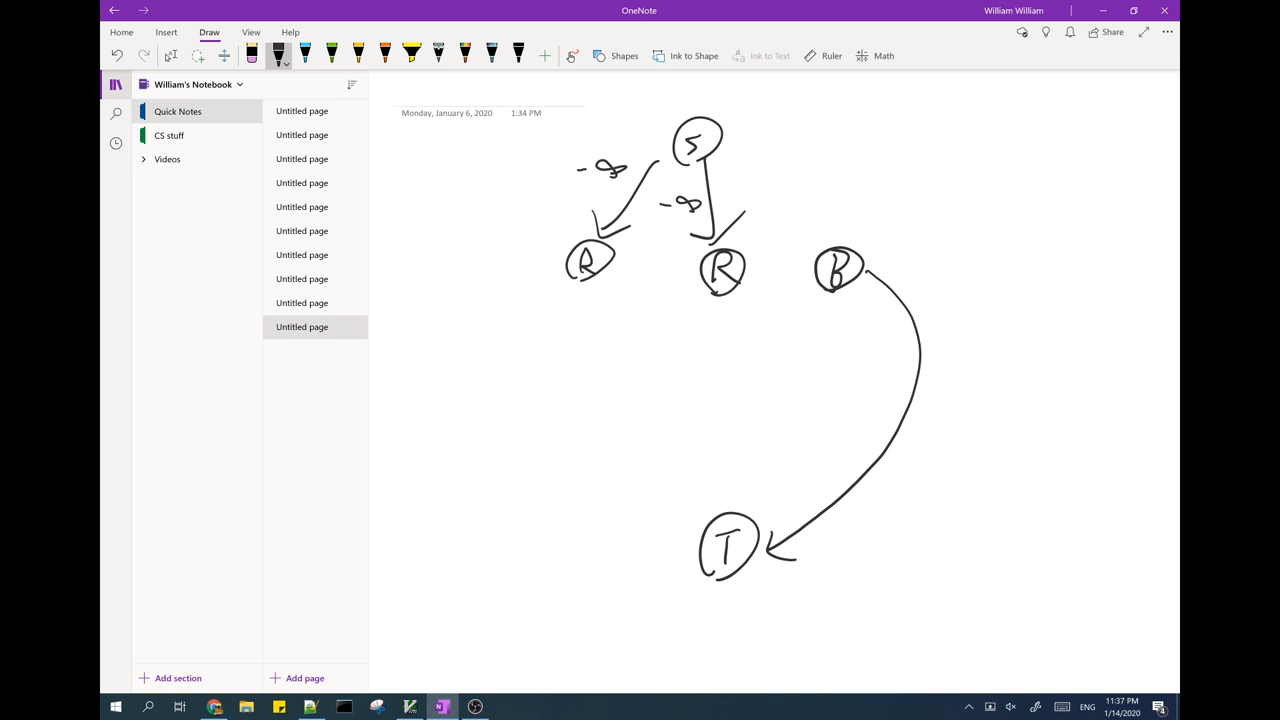 OneNote
William William
Home Insert Draw View Help
Share
Shapes Ink to Shape Ink to Text Ruler Math
William's Notebook
Quick Notes
CS stuff
Videos
Untitled page
Untitled page
Untitled page
Untitled page
Untitled page
Untitled page
Untitled page
Untitled page
Untitled page
Untitled page
Add section
Add page
Monday, January 6, 2020 1:34 PM
S
-∞
-∞
R
R
B
T
ENG
11:37 PM
1/14/2020
4